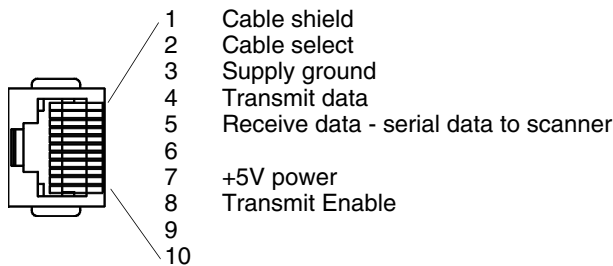 1 Cable shield
2 Cable select
3 Supply ground
4 Transmit data
5 Receive data - serial data to scanner
6
7 +5V power
8 Transmit Enable
9
10